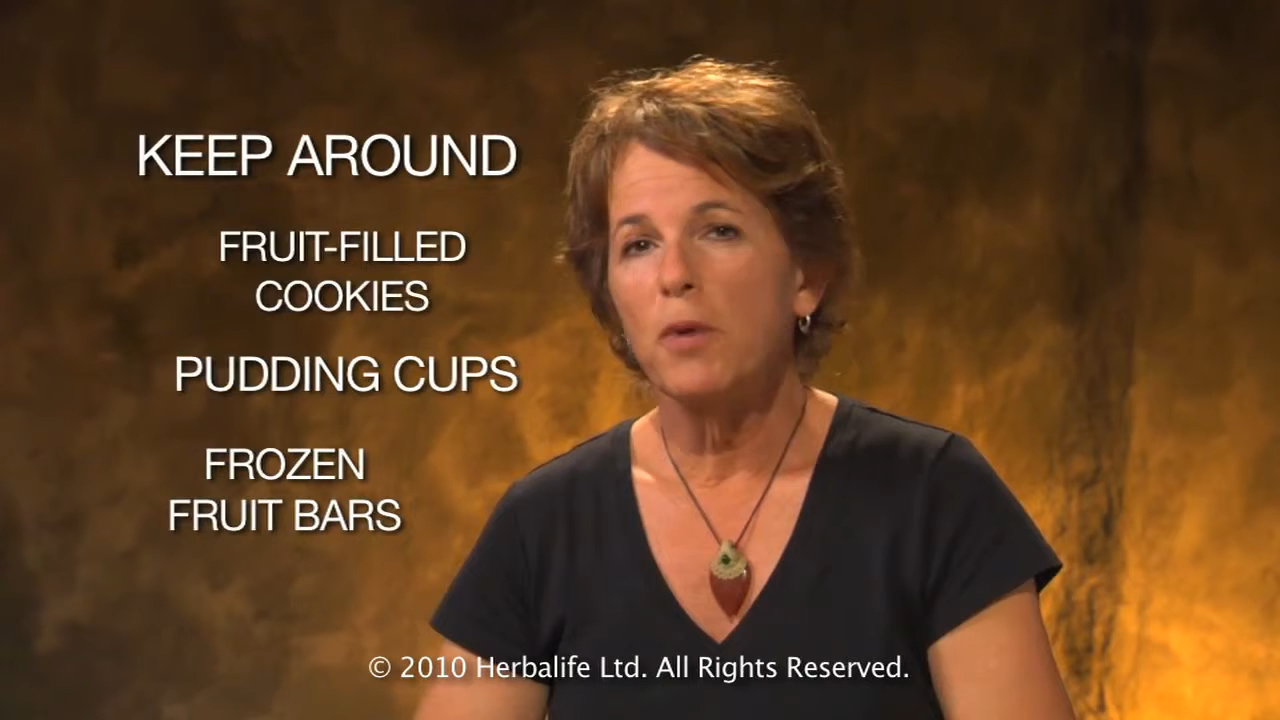 KEEP AROUND
FRUIT-FILLED
COOKIES
PUDDING CUPS
FROZEN
FRUIT BARS
© 2010 Herbalife Ltd. All Rights Reserved.